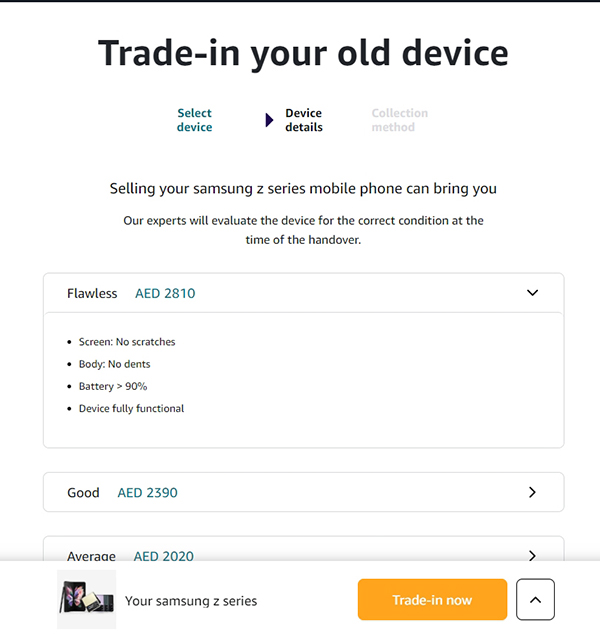 Trade-in your old device
Select
device
Device
details
Collection
method
Selling your samsung z series mobile phone can bring you
Our experts will evaluate the device for the correct condition at the
time of the handover.
Flawless AED 2810
Screen: No scratches
Body: No dents
Battery > 90%
Device fully functional
Good AED 2390
Average AED 2020
Your samsung z series
Trade-in now